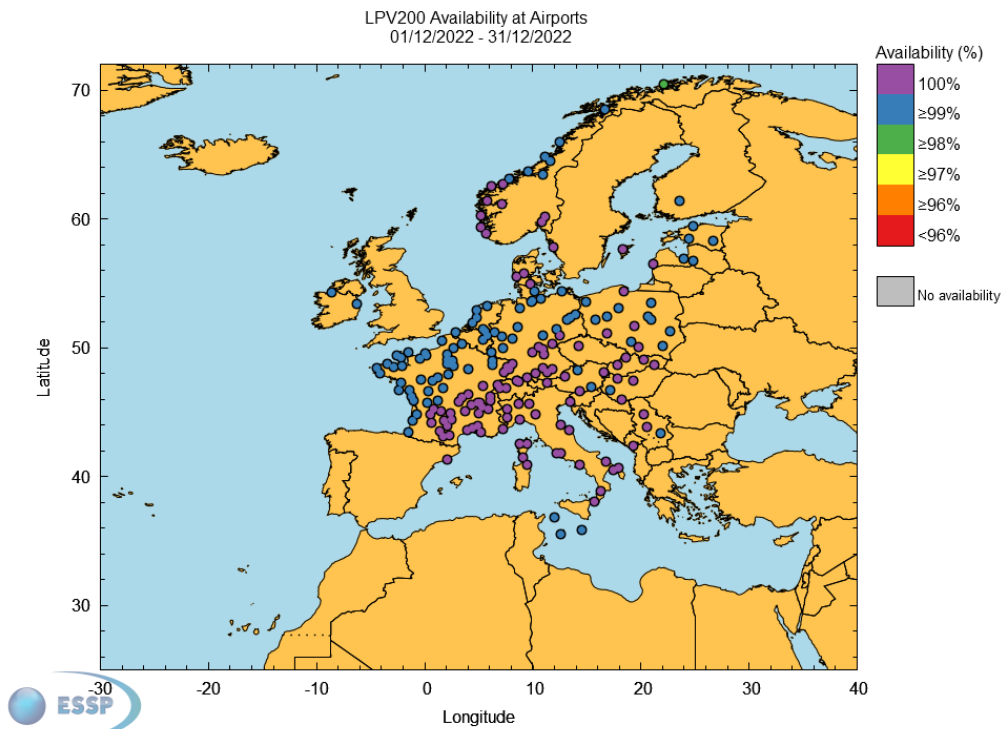 LPV200 Availability at Airports
01/12/2022 - 31/12/2022
Availability (%)
100%
≥99%
≥98%
≥97%
≥96%
<96%
No availability
70
60
50
40
30
Latitude
-30
-20
-10
0
10
20
30
40
Longitude
ESSP